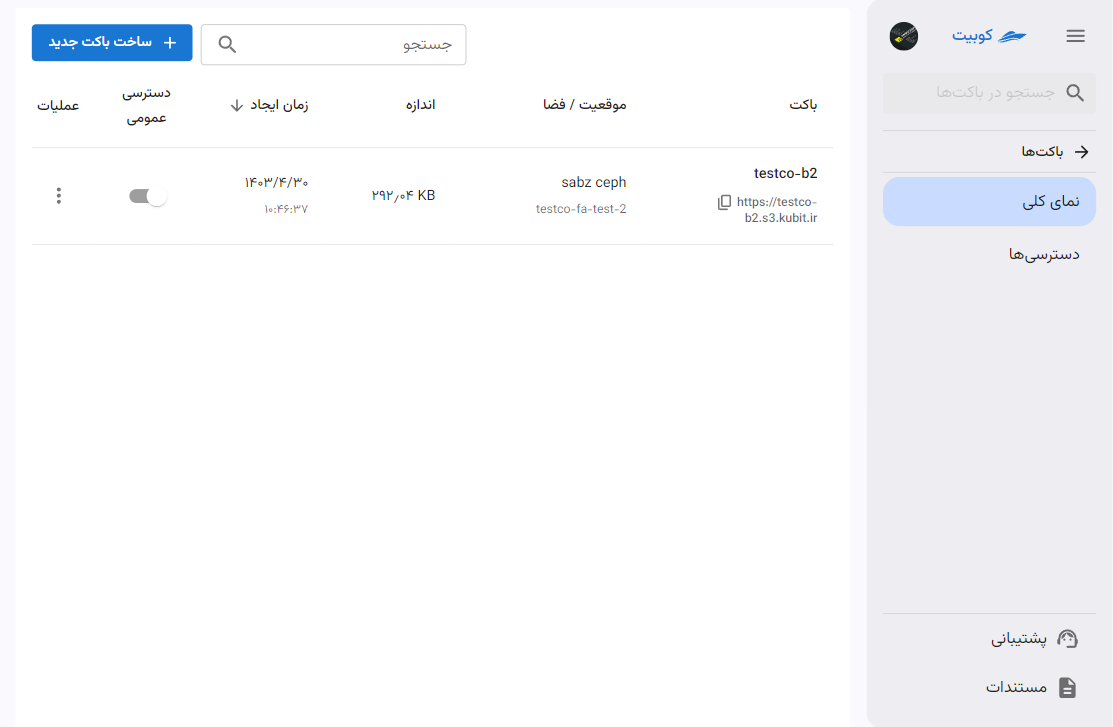 کوبیت
جستجو در باکت‌ها
باکت‌ها
نمای کلی
دسترسی‌ها
پشتیبانی
مستندات
جستجو
ساخت باکت جدید
باکت
موقعیت / فضا
اندازه
زمان ایجاد
دسترسی
عمومی
عملیات
testco-b2
https://testco-
b2.s3.kubit.ir
sabz ceph
testco-fa-test-2
۲۹۲٫۰۴ KB
۱۴۰۳/۴/۳۰
۱۰:۴۶:۳۷